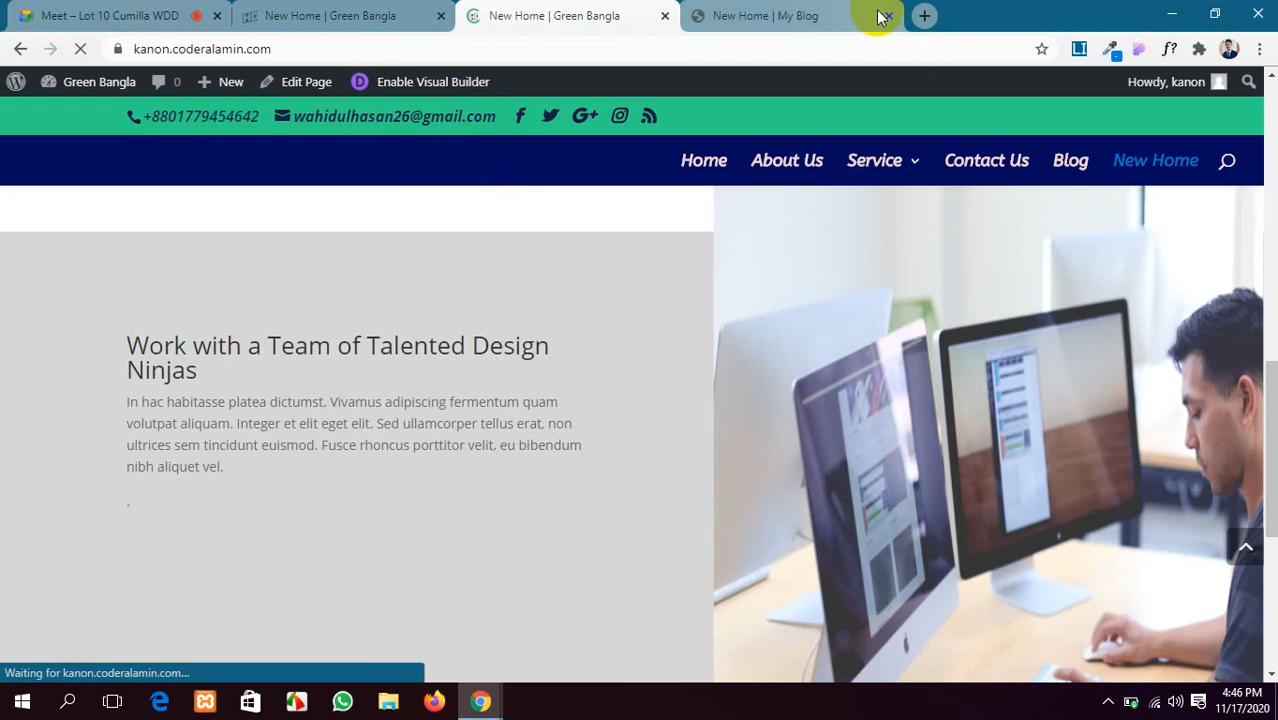 Meet – Lot 10 Cumilla WDD
New Home | Green Bangla
New Home | Green Bangla
New Home | My Blog
kanon.coderalamin.com
LI
f?
Green Bangla
0
New
Edit Page
D
Enable Visual Builder
Howdy, kanon
+8801779454642
wahidulhasan26@gmail.com
Home
About Us
Service
Contact Us
Blog
New Home
Work with a Team of Talented Design
Ninjas
In hac habitasse platea dictumst. Vivamus adipiscing fermentum quam
volutpat aliquam. Integer et elit eget elit. Sed ullamcorper tellus erat, non
ultrices sem tincidunt euismod. Fusce rhoncus porttitor velit, eu bibendum
nibh aliquet vel.
.
Waiting for kanon.coderalamin.com...
4:46 PM
11/17/2020